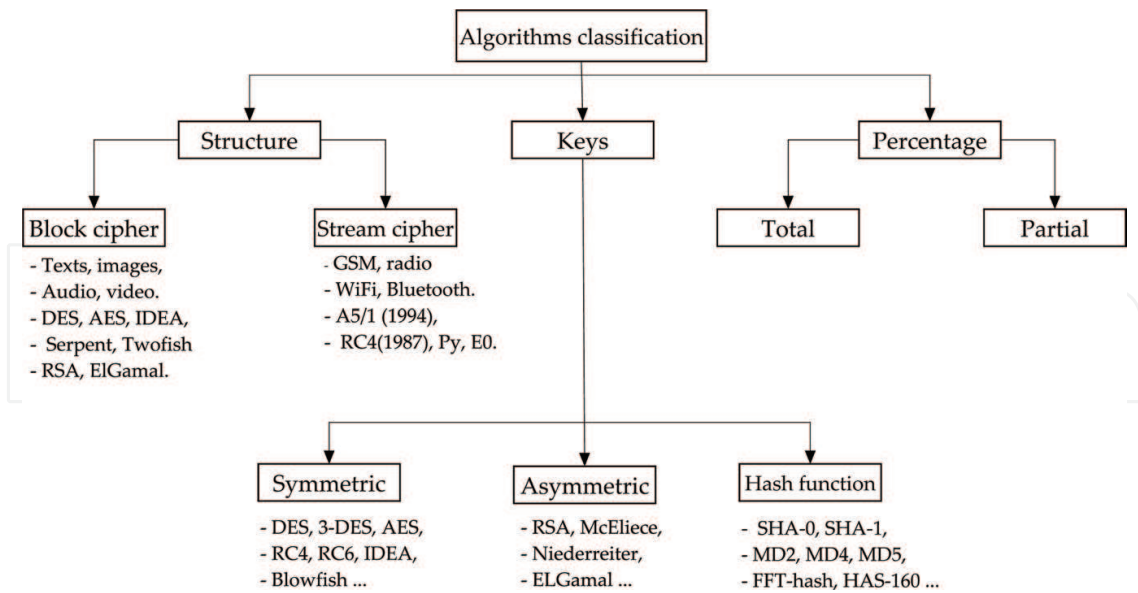 Algorithms classification
Structure
Keys
Percentage
Block cipher
- Texts, images,
- Audio, video.
- DES, AES, IDEA,
- Serpent, Twofish
- RSA, ElGamal.
Stream cipher
- GSM, radio
- WiFi, Bluetooth.
- A5/1 (1994),
- RC4(1987), Py, E0.
Total
Partial
Symmetric
- DES, 3-DES, AES,
- RC4, RC6, IDEA,
- Blowfish ...
Asymmetric
- RSA, McEliece,
- Niederreiter,
- ELGamal ...
Hash function
- SHA-0, SHA-1,
- MD2, MD4, MD5,
- FFT-hash, HAS-160 ...